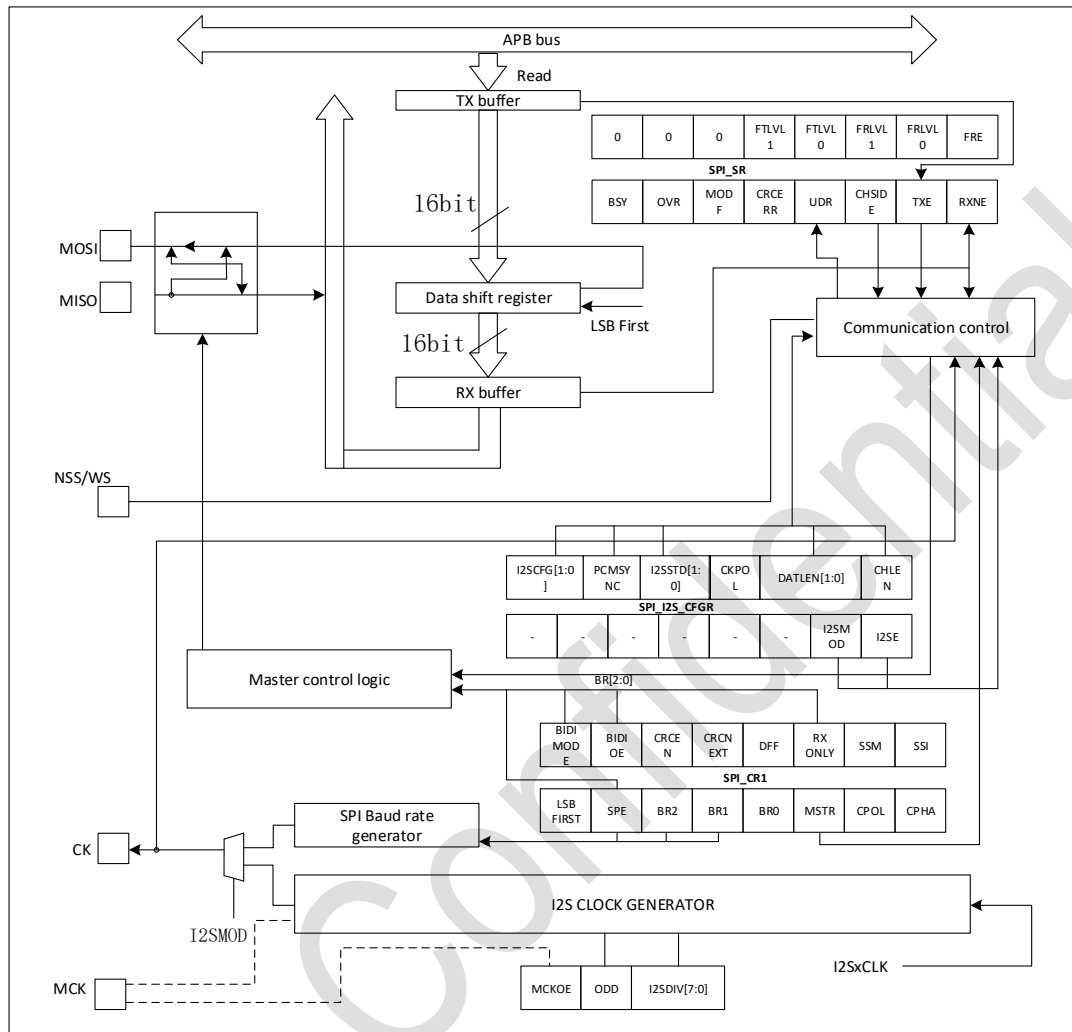 APB bus
Read
TX buffer
0
0
0
FTLVL
1
FTLVL
0
FRLVL
1
FRLVL
0
FRE
SPI_SR
BSY
OVR
MOD
F
CRCE
RR
UDR
CHSID
E
TXE
RXNE
16bit
MOSI
MISO
Data shift register
LSB First
Communication control
16bit
RX buffer
NSS/WS
I2SCFG[1:0
]
PCMSY
NC
I2SSTD[1:
0]
CKPO
L
DATLEN[1:0]
CHLE
N
SPI_I2S_CFGR
-
-
-
-
-
-
I2SM
OD
I2SE
Master control logic
BR[2:0]
BIDI
MOD
E
BIDI
OE
CRCE
N
CRCN
EXT
DFF
RX
ONLY
SSM
SSI
SPI_CR1
LSB
FIRST
SPE
BR2
BR1
BR0
MSTR
CPOL
CPHA
SPI Baud rate
generator
CK
I2S CLOCK GENERATOR
I2SMOD
I2SxCLK
MCK
MCKOE
ODD
I2SDIV[7:0]
Confidential